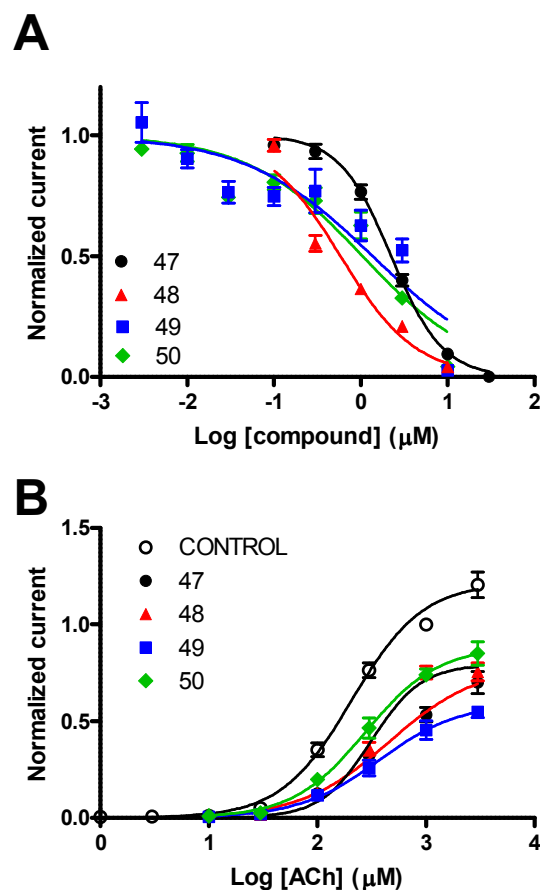 A
Normalized current
1.0
0.5
0.0
47
48
49
50
-3 -2 -1 0 1 2
Log [compound] (μM)
B
Normalized current
1.5
1.0
0.5
0.0
CONTROL
47
48
49
50
0 1 2 3 4
Log [ACh] (μM)